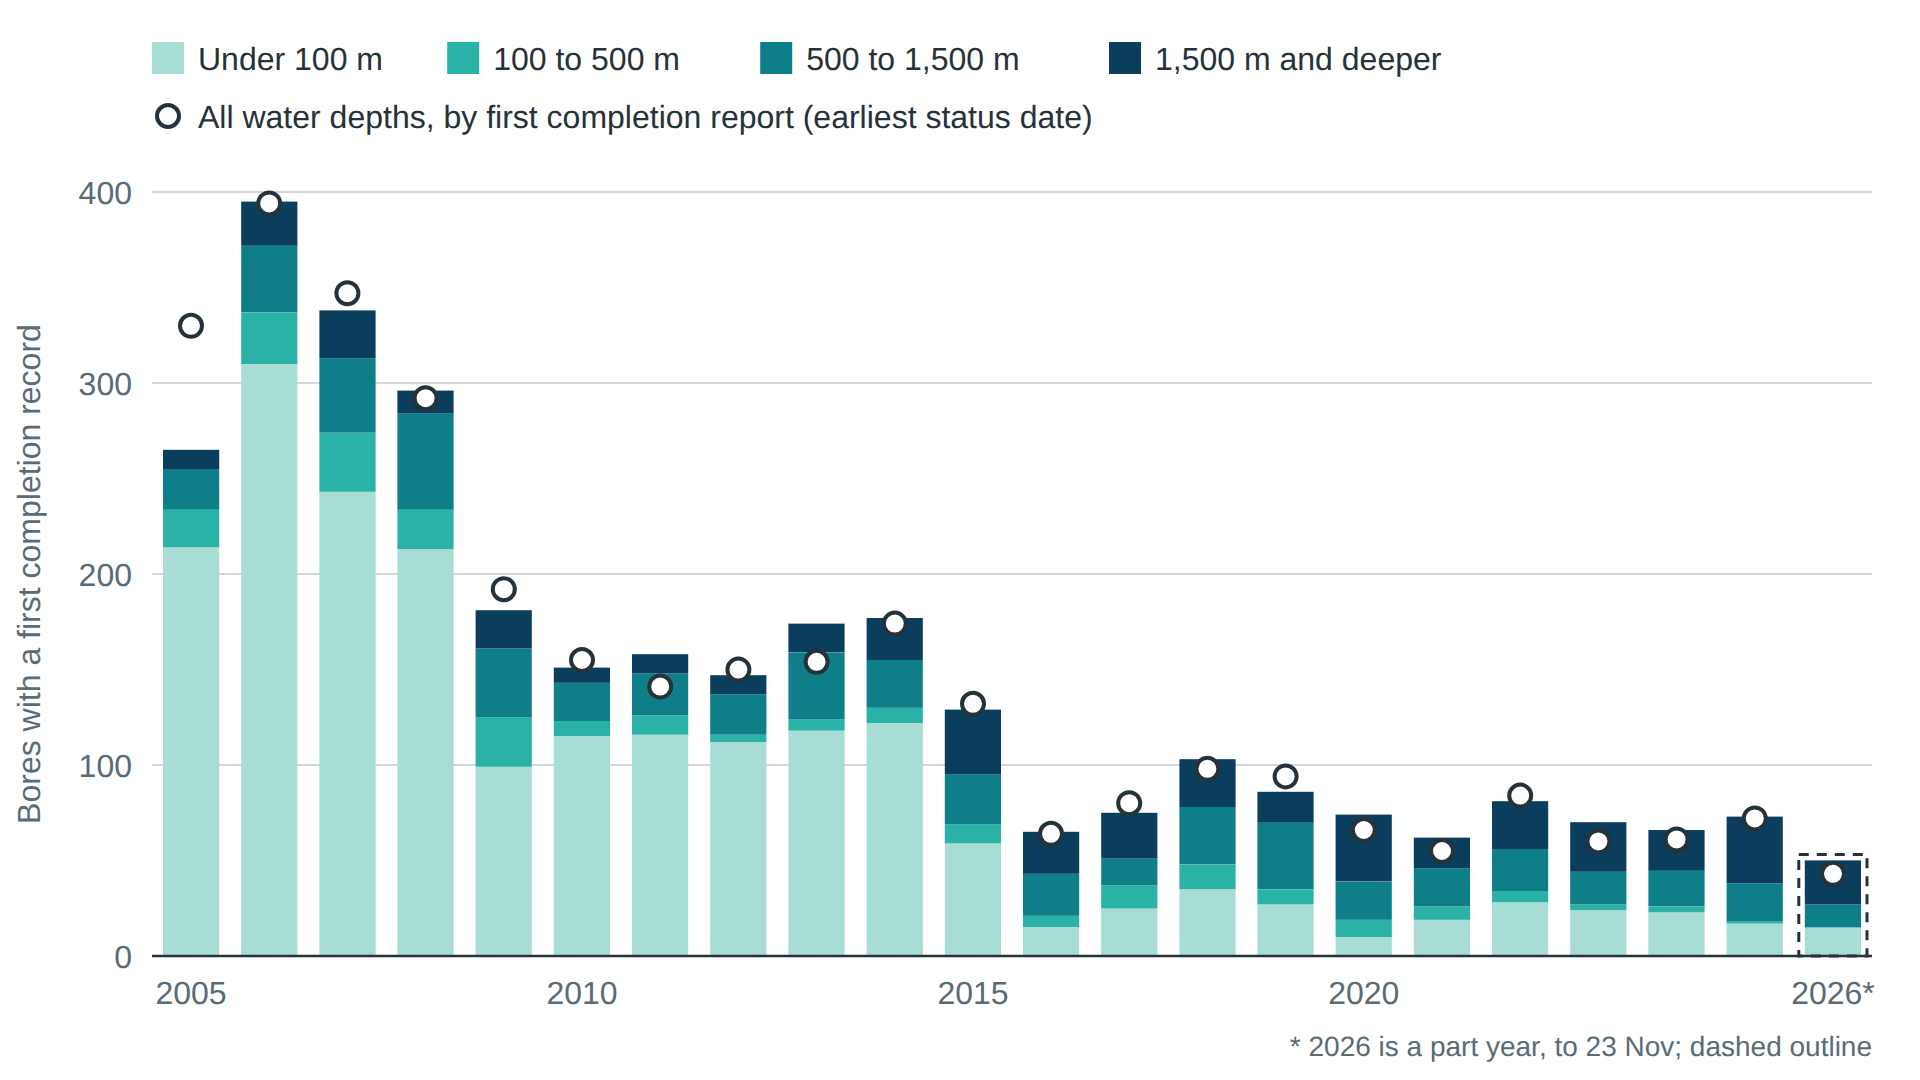 Under 100 m
100 to 500 m
500 to 1,500 m
1,500 m and deeper
All water depths, by first completion report (earliest status date)
Bores with a first completion record
400
300
200
100
0
2005
2010
2015
2020
2026*
* 2026 is a part year, to 23 Nov; dashed outline